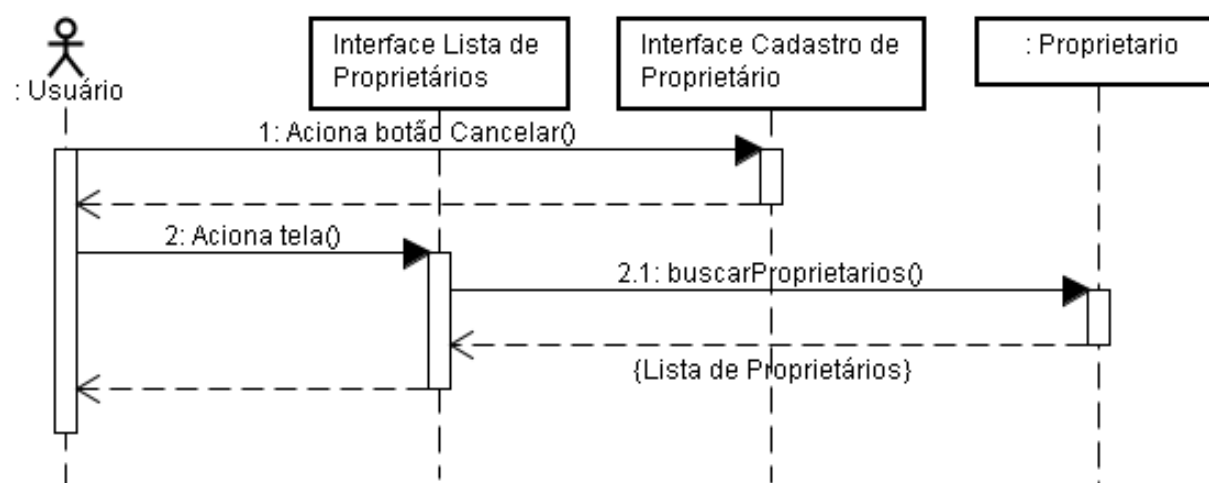 : Usuário
Interface Lista de
Proprietários
Interface Cadastro de
Proprietário
: Proprietario
1: Aciona botão Cancelar()
2: Aciona tela()
2.1: buscarProprietarios()
{Lista de Proprietários}